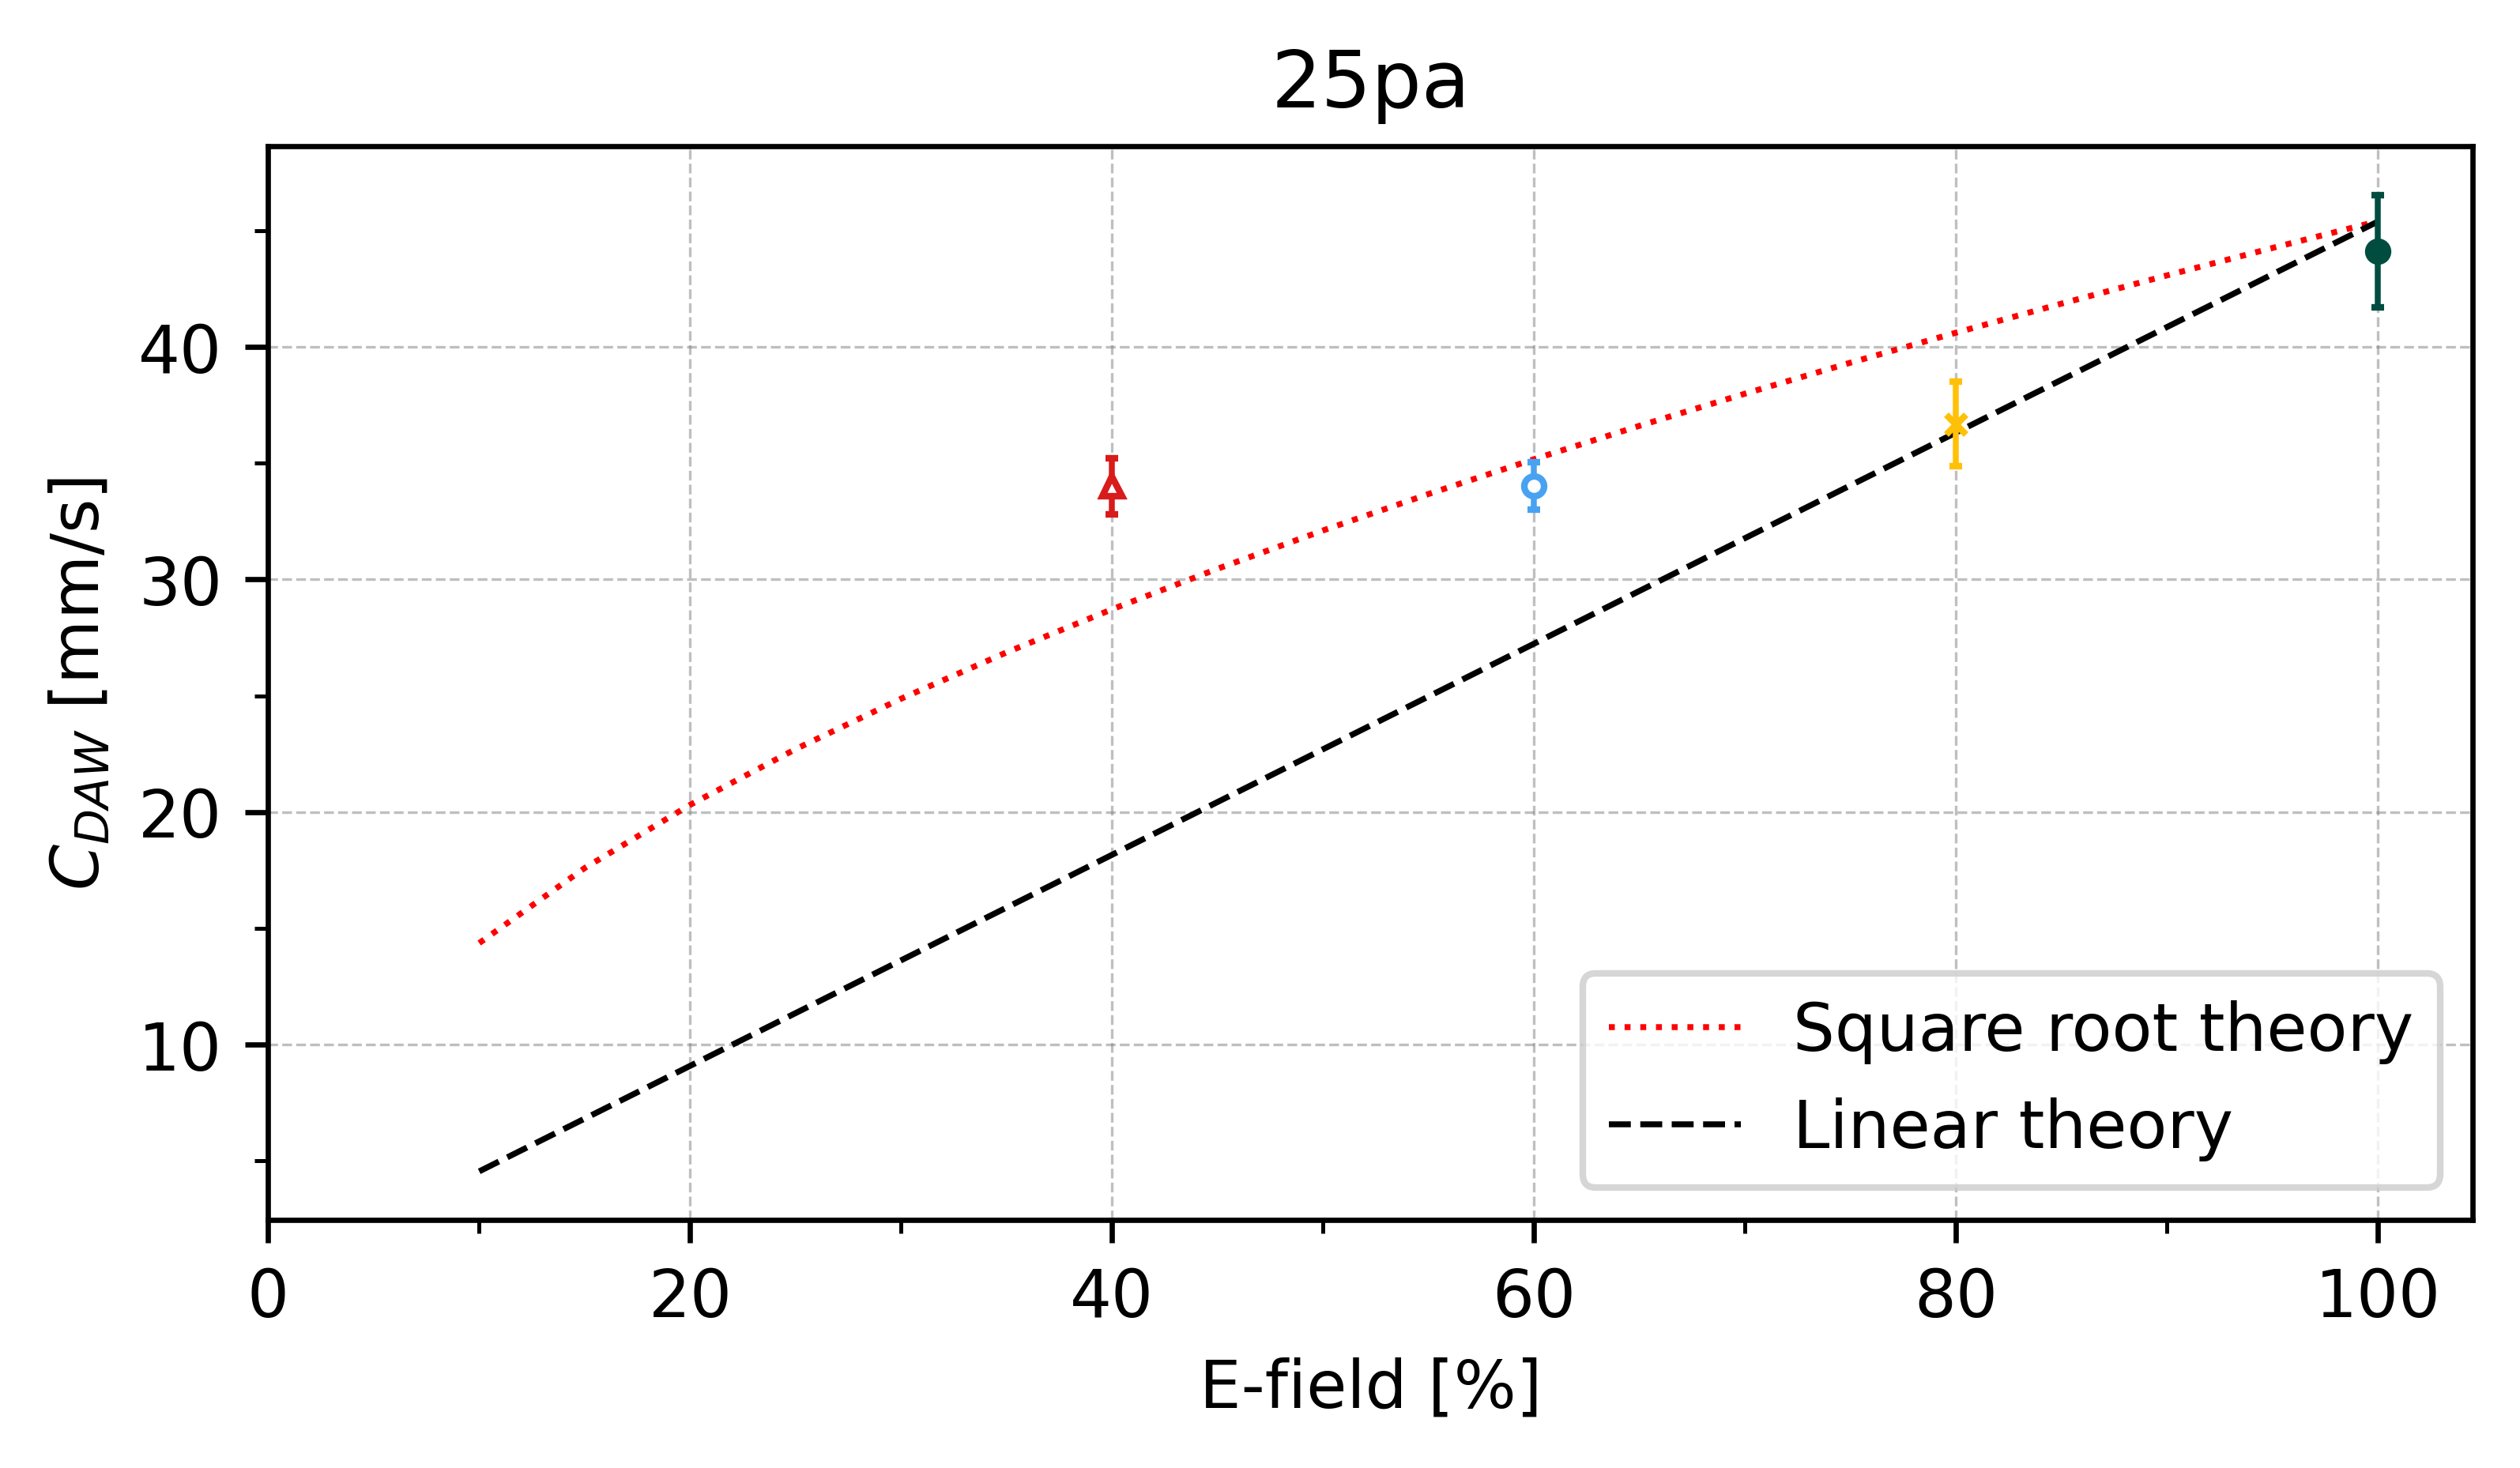 25pa
C_DAW [mm/s]
40
30
20
10
Square root theory
Linear theory
0 20 40 60 80 100
E-field [%]